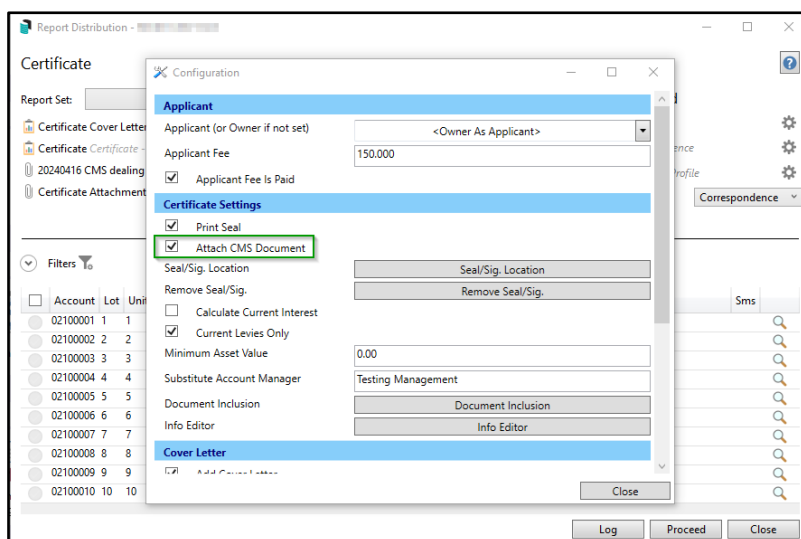 Report Distribution -
Certificate
Report Set:
Certificate Cover Letter
Certificate Certificate -
20240416 CMS dealing
Certificate Attachment
Correspondence
Filters
Account Lot Unit Sms
02100001 1 1
02100002 2 2
02100003 3 3
02100004 4 4
02100005 5 5
02100006 6 6
02100007 7 7
02100008 8 8
02100009 9 9
02100010 10 10
Log Proceed Close
Configuration
Applicant
Applicant (or Owner if not set) <Owner As Applicant>
Applicant Fee 150.000
Applicant Fee Is Paid
Certificate Settings
Print Seal
Attach CMS Document
Seal/Sig. Location Seal/Sig. Location
Remove Seal/Sig. Remove Seal/Sig.
Calculate Current Interest
Current Levies Only
Minimum Asset Value 0.00
Substitute Account Manager Testing Management
Document Inclusion Document Inclusion
Info Editor Info Editor
Cover Letter
Add Cover Letter
Close